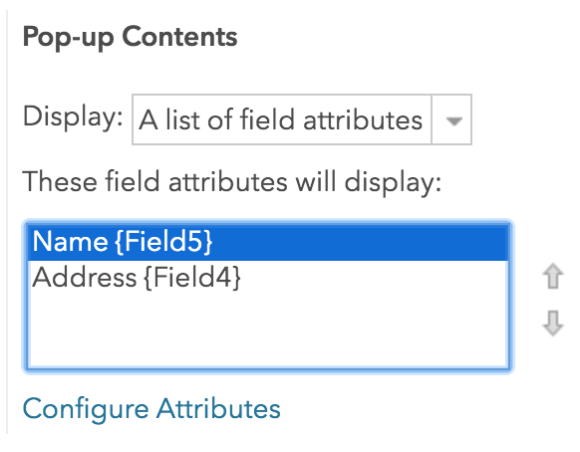 Pop-up Contents
Display: A list of field attributes
These field attributes will display:
Name {Field5}
Address {Field4}
Configure Attributes